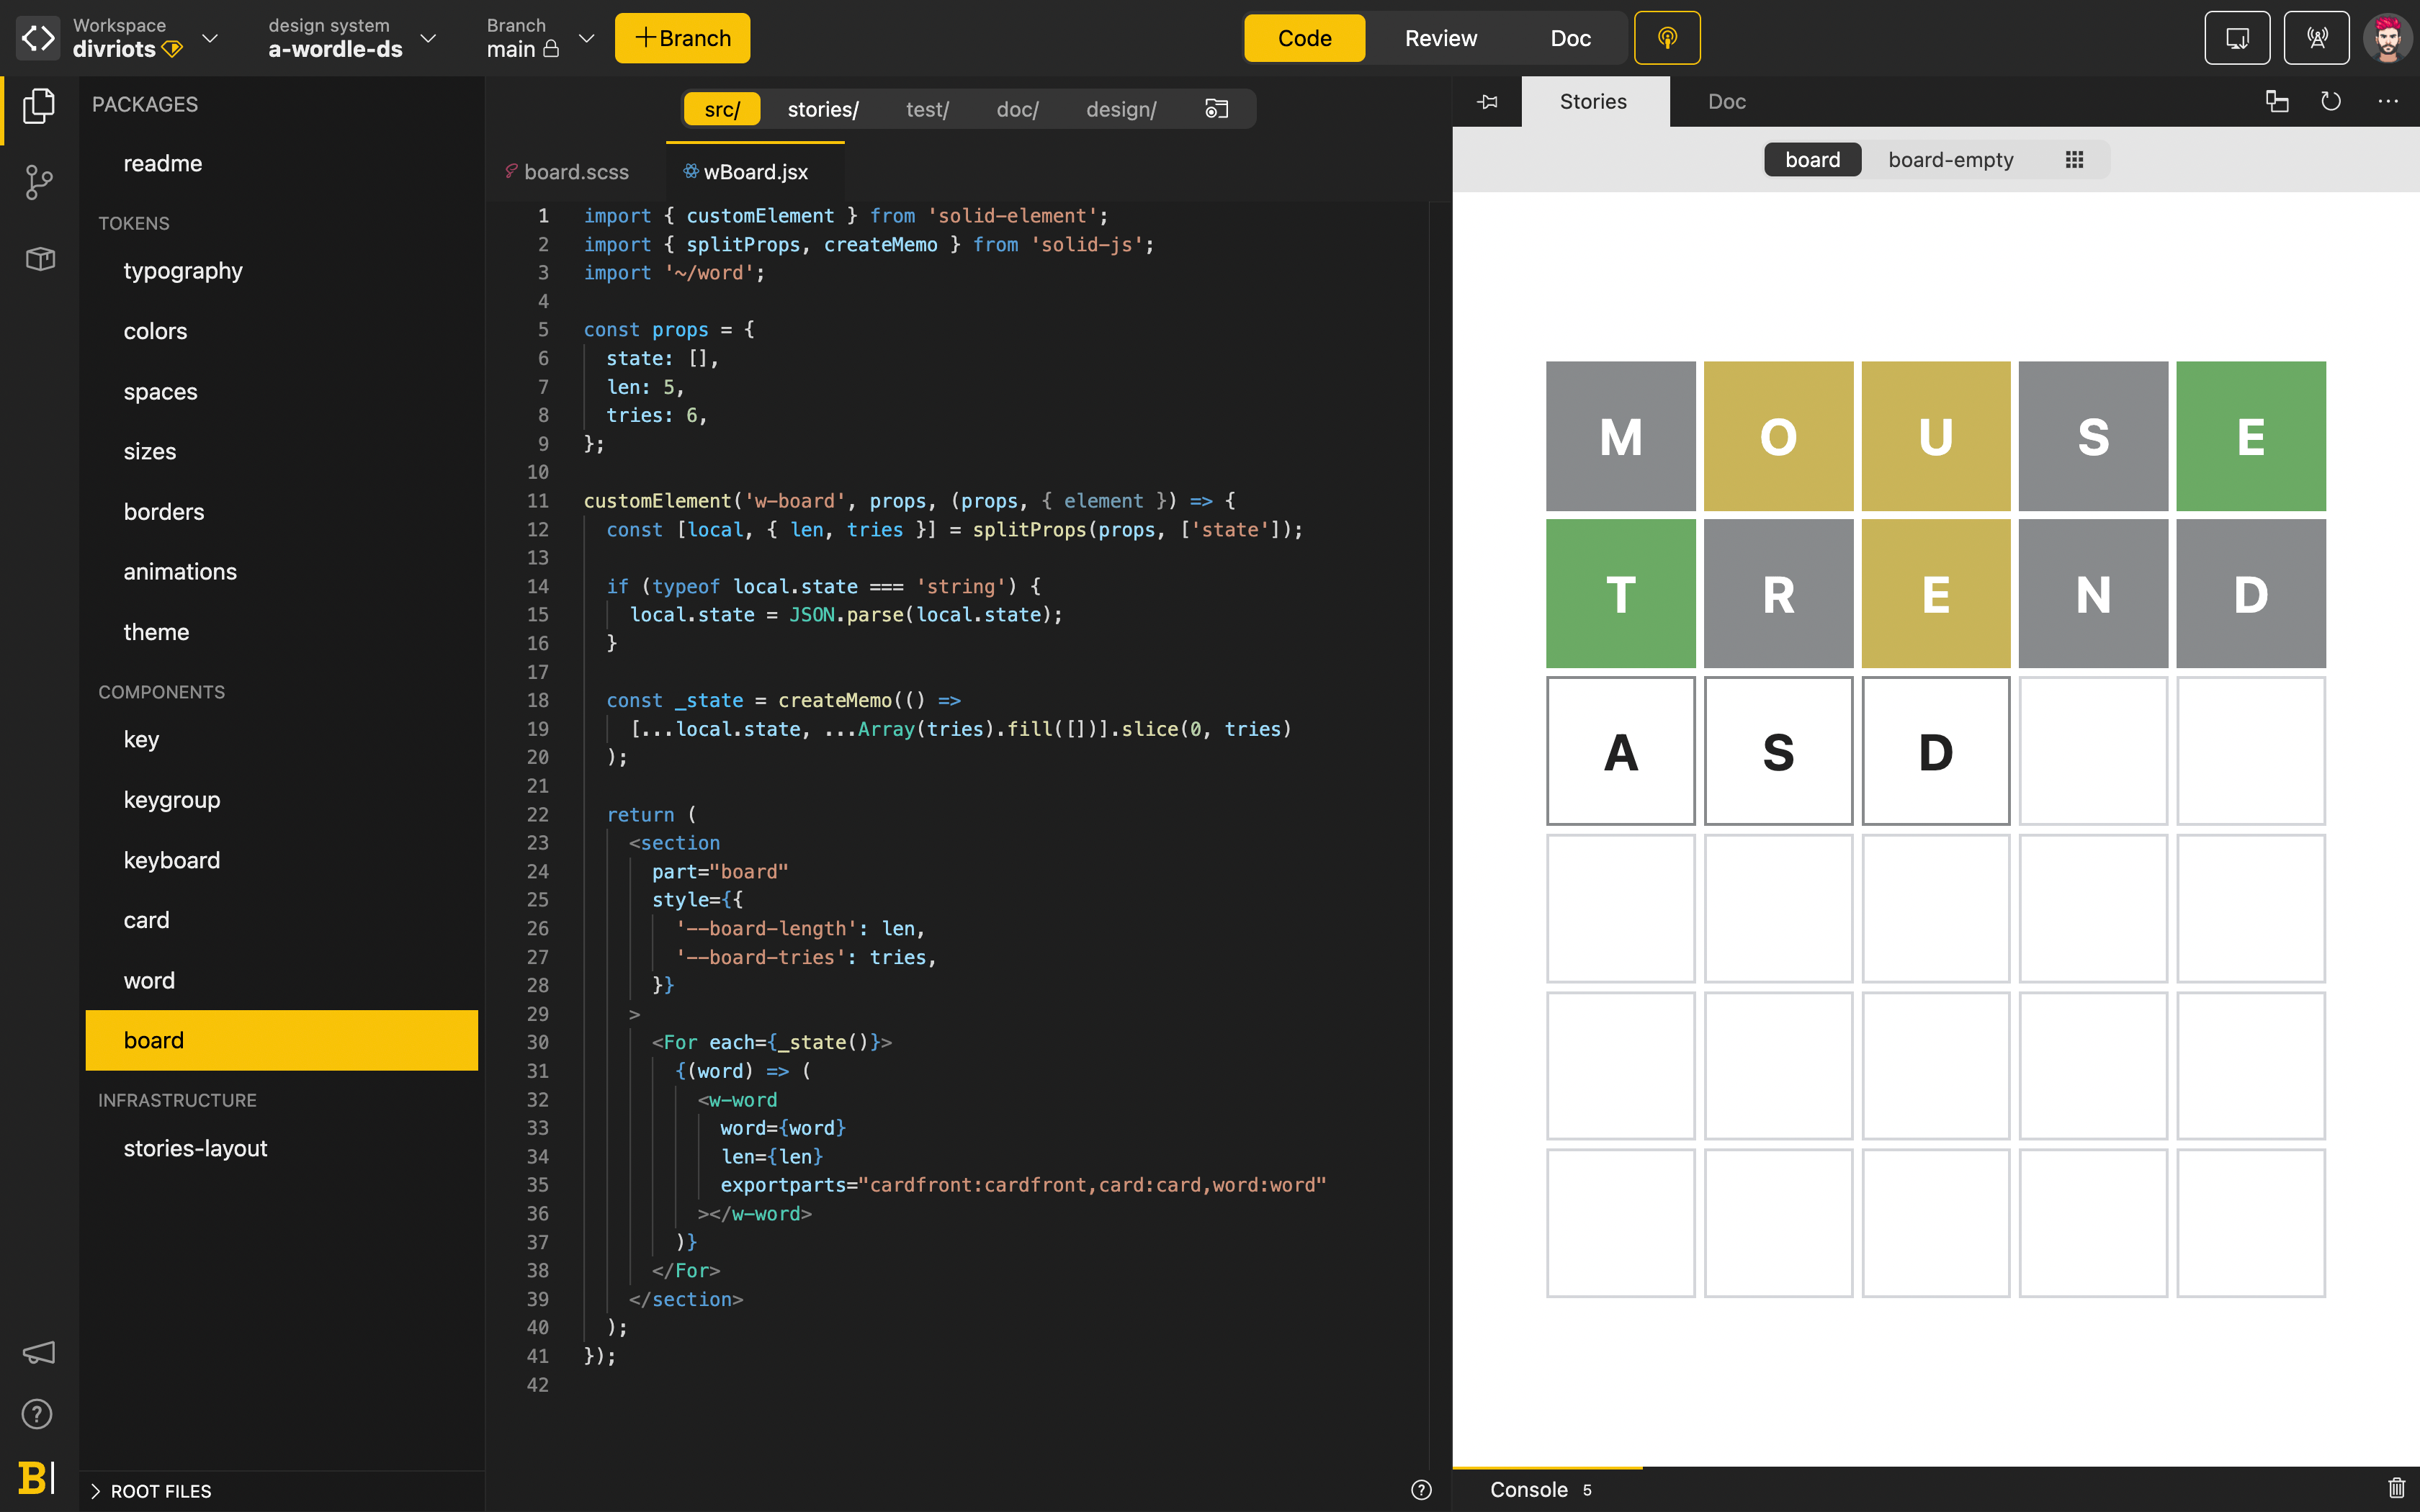 Workspace
divriots
design system
a-wordle-ds
Branch
main
+Branch
Code
Review
Doc
PACKAGES
readme
TOKENS
typography
colors
spaces
sizes
borders
animations
theme
COMPONENTS
key
keygroup
keyboard
card
word
board
INFRASTRUCTURE
stories-layout
B|
ROOT FILES
src/
stories/
test/
doc/
design/
board.scss
wBoard.jsx
1 import { customElement } from 'solid-element';
2 import { splitProps, createMemo } from 'solid-js';
3 import '~/word';
4
5 const props = {
6 state: [],
7 len: 5,
8 tries: 6,
9 };
10
11 customElement('w-board', props, (props, { element }) => {
12 const [local, { len, tries }] = splitProps(props, ['state']);
13
14 if (typeof local.state === 'string') {
15 local.state = JSON.parse(local.state);
16 }
17
18 const _state = createMemo(() =>
19 [...local.state, ...Array(tries).fill([])].slice(0, tries)
20 );
21
22 return (
23 <section
24 part="board"
25 style={{
26 '--board-length': len,
27 '--board-tries': tries,
28 }}
29 >
30 <For each={_state()}>
31 {(word) => (
32 <w-word
33 word={word}
34 len={len}
35 exportparts="cardfront:cardfront,card:card,word:word"
36 ></w-word>
37 )}
38 </For>
39 </section>
40 );
41 });
42
Stories
Doc
board
board-empty
M O U S E
T R E N D
A S D
Console 5